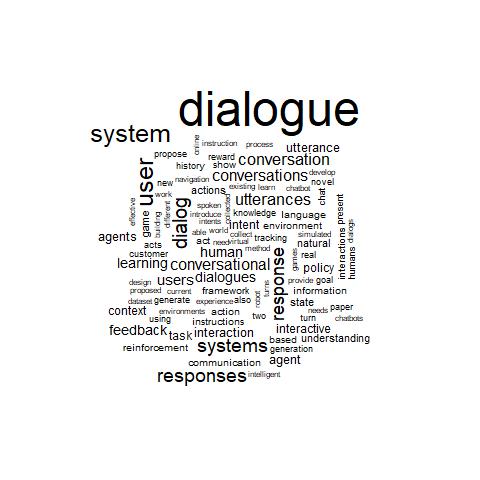 dialogue
system
online
instruction
process
utterance
propose
reward
conversation
history
show
user
conversations
novel
navigation
existing
learn
chatbot
develop
new
actions
work
utterances
chat
effective
game
building
different
dialog
spoken
introduce
intents
collected
knowledge
language
present
agents
able
world
intent
environment
interactions
acts
act
need
virtual
tracking
simulated
natural
dialogs
customer
human
method
games
real
humans
learning
conversational
response
policy
users
dialogues
provide
goal
design
proposed
current
framework
robot
turns
information
dataset
generate
experience
also
state
context
environments
action
two
needs
paper
using
instructions
turn
chatbots
feedback
task
interaction
interactive
reinforcement
systems
based
understanding
generation
communication
agent
responses
intelligent
collect